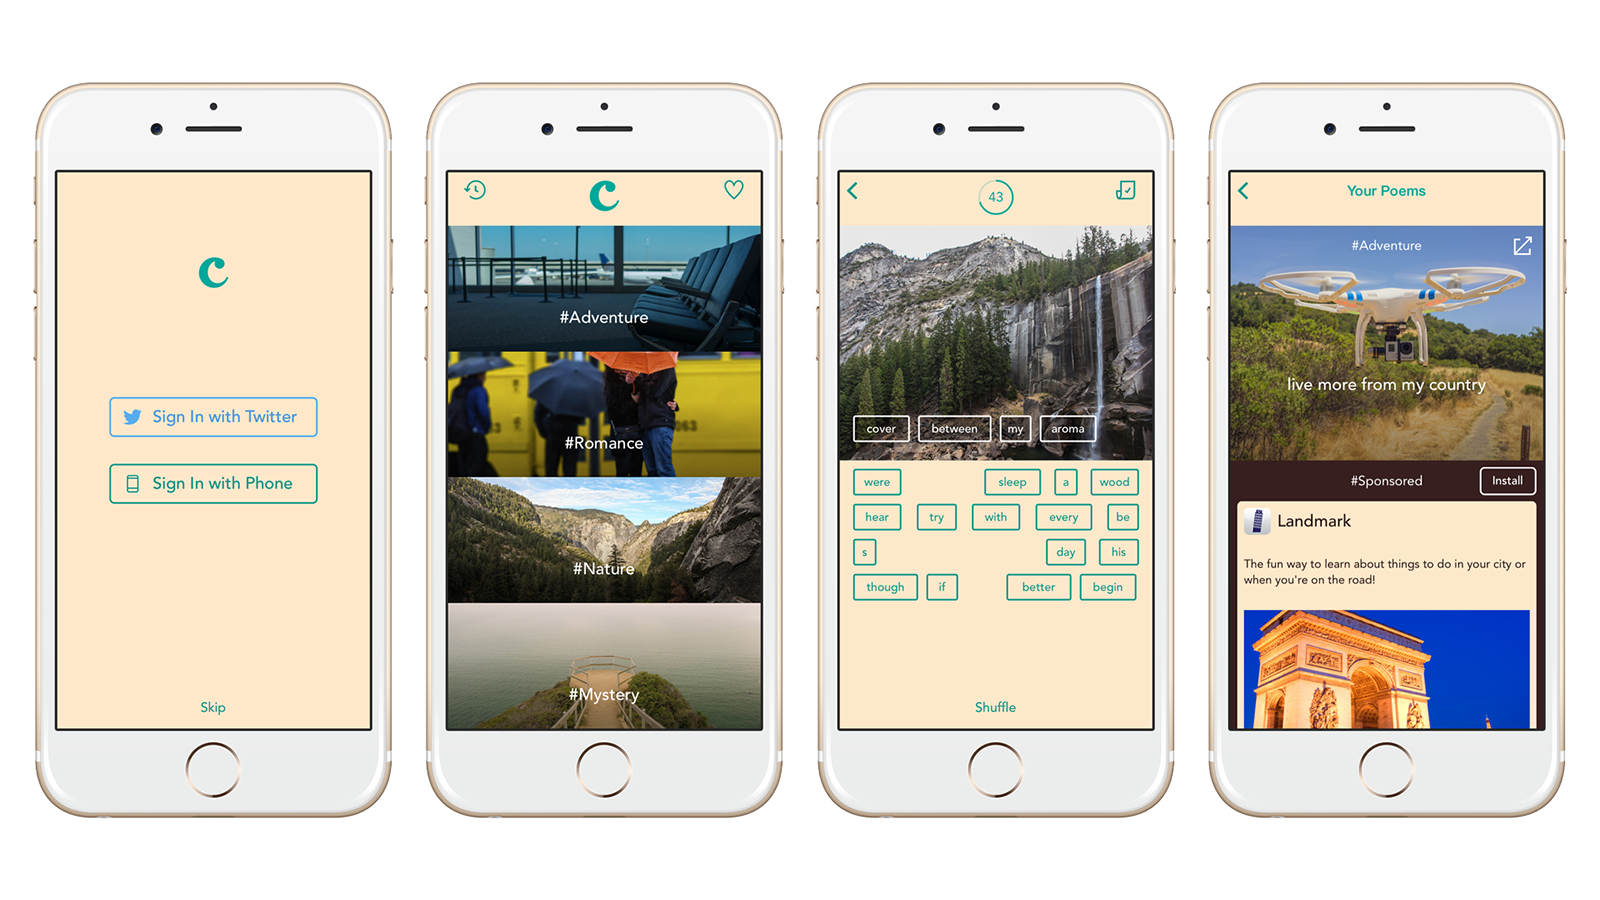 C
Sign In with Twitter
Sign In with Phone
Skip
C
#Adventure
063
#Romance
#Nature
#Mystery
43
cover between my aroma
were sleep a wood
hear try with every be
s day his
though if better begin
Shuffle
Your Poems
#Adventure
live more from my country
#Sponsored Install
Landmark
The fun way to learn about things to do in your city or
when you're on the road!